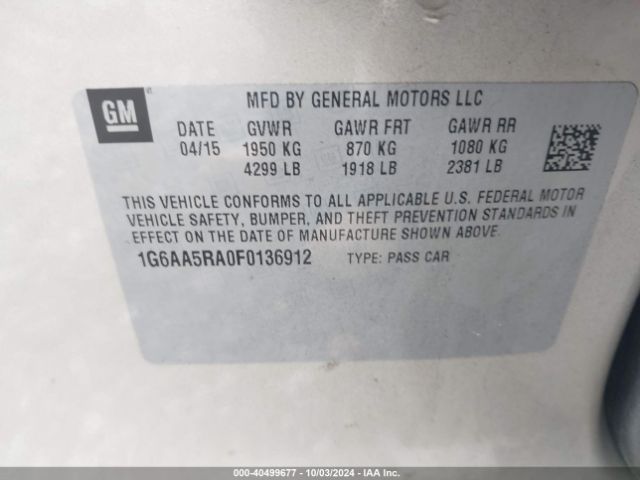 GM
MFD BY GENERAL MOTORS LLC
DATE GVWR GAWR FRT GAWR RR
04/15 1950 KG 870 KG 1080 KG
4299 LB 1918 LB 2381 LB
THIS VEHICLE CONFORMS TO ALL APPLICABLE U.S. FEDERAL MOTOR
VEHICLE SAFETY, BUMPER, AND THEFT PREVENTION STANDARDS IN
EFFECT ON THE DATE OF MANUFACTURE SHOWN ABOVE.
1G6AA5RA0F0136912 TYPE: PASS CAR
000-40499677 - 10/03/2024 - IAA Inc.